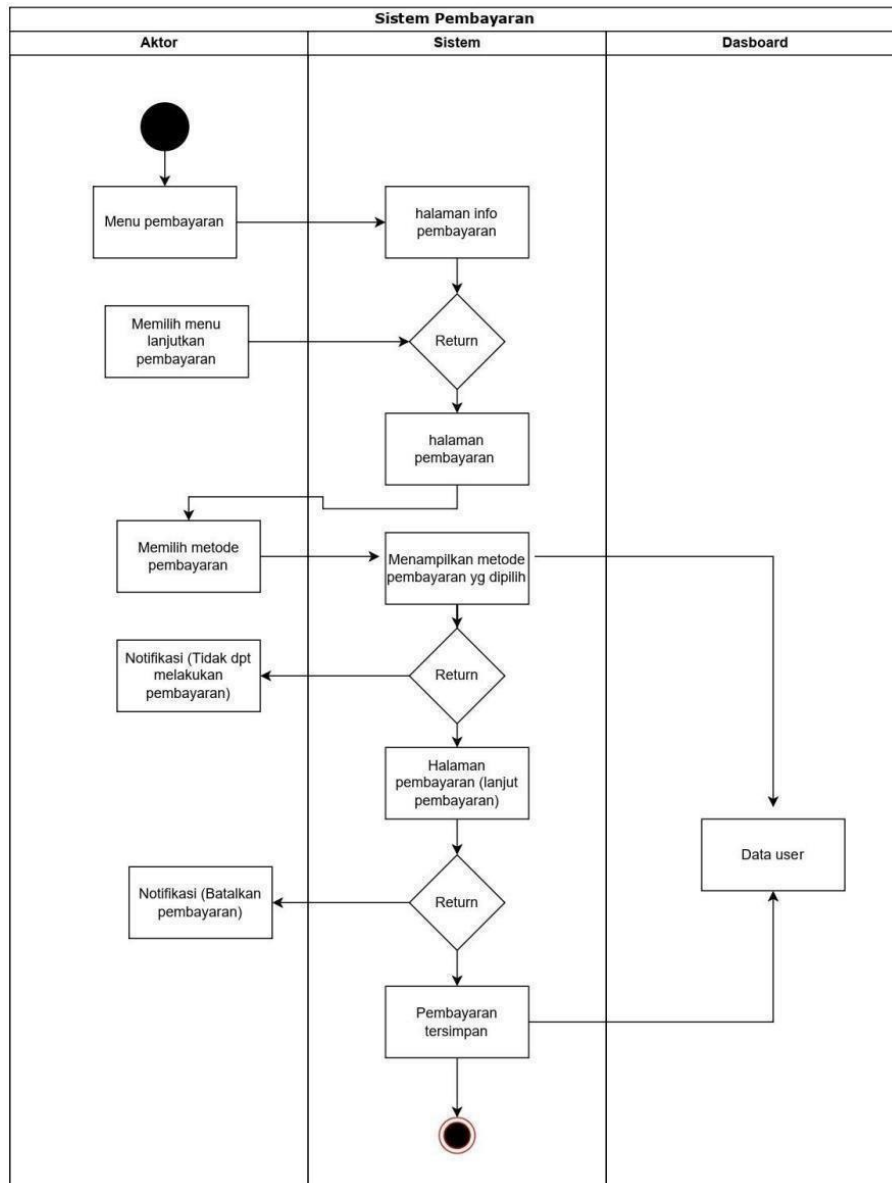 Sistem Pembayaran
Aktor
Sistem
Dasboard
Menu pembayaran
halaman info
pembayaran
Memilih menu
lanjutkan
pembayaran
Return
halaman
pembayaran
Memilih metode
pembayaran
Menampilkan metode
pembayaran yg dipilih
Notifikasi (Tidak dpt
melakukan
pembayaran)
Return
Halaman
pembayaran (lanjut
pembayaran)
Data user
Notifikasi (Batalkan
pembayaran)
Return
Pembayaran
tersimpan